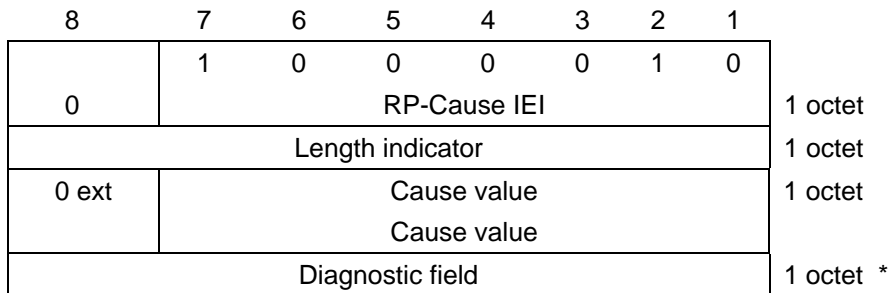 8 7 6 5 4 3 2 1
1 0 0 0 0 1 0
0 RP-Cause IEI 1 octet
Length indicator 1 octet
0 ext Cause value 1 octet
Cause value
Diagnostic field 1 octet *